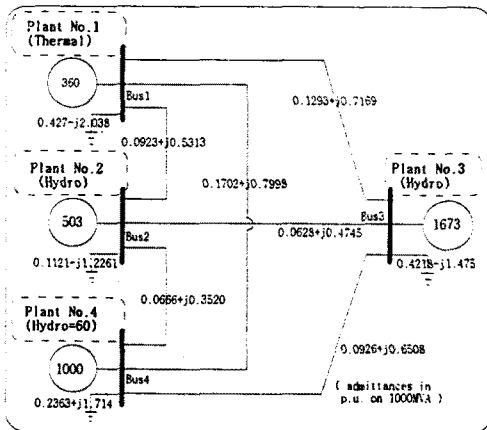 Plant No.1
(Thermal)
360
Bus1
0.427-j2.038
0.1293+j0.7169
0.0923+j0.5313
Plant No.2
(Hydro)
0.1702+j0.7998
Plant No.3
(Hydro)
503
Bus3
1673
Bus2
0.0628+j0.4745
0.1121-j1.2261
0.4218-j1.475
Plant No.4
(Hydro=60)
0.0666+j0.3520
1000
0.0926+j0.6508
Bus4
0.2363+j1.714
( admittances in
p.u. on 1000MVA )